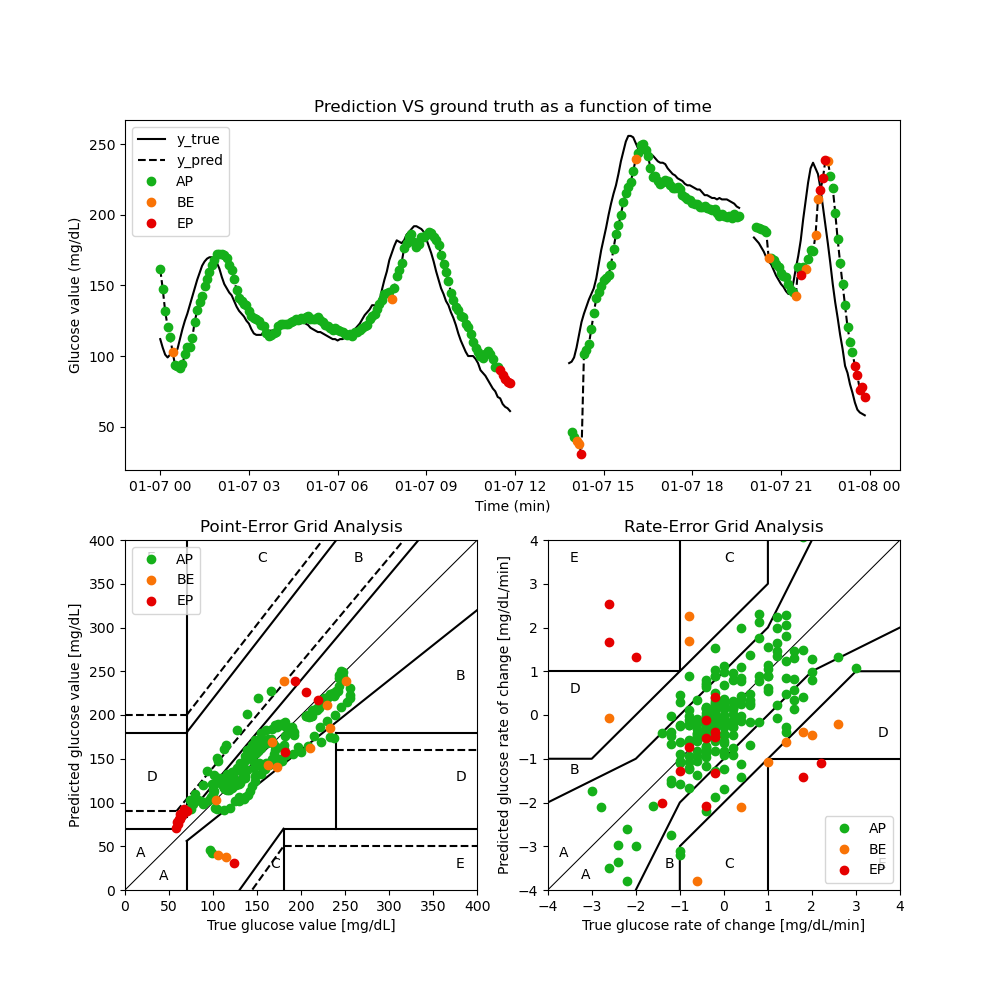 Prediction VS ground truth as a function of time
Glucose value (mg/dL)
250
200
150
100
50
y_true
y_pred
AP
BE
EP
01-07 00 01-07 03 01-07 06 01-07 09 01-07 12 01-07 15 01-07 18 01-07 21 01-08 00
Time (min)
Point-Error Grid Analysis
Predicted glucose value [mg/dL]
400
350
300
250
200
150
100
50
0
AP
BE
EP
C
B
B
D
D
A
A
C
E
0 50 100 150 200 250 300 350 400
True glucose value [mg/dL]
Rate-Error Grid Analysis
Predicted glucose rate of change [mg/dL/min]
4
3
2
1
0
−1
−2
−3
−4
E
C
D
D
B
A
A
B
C
AP
BE
EP
−4 −3 −2 −1 0 1 2 3 4
True glucose rate of change [mg/dL/min]